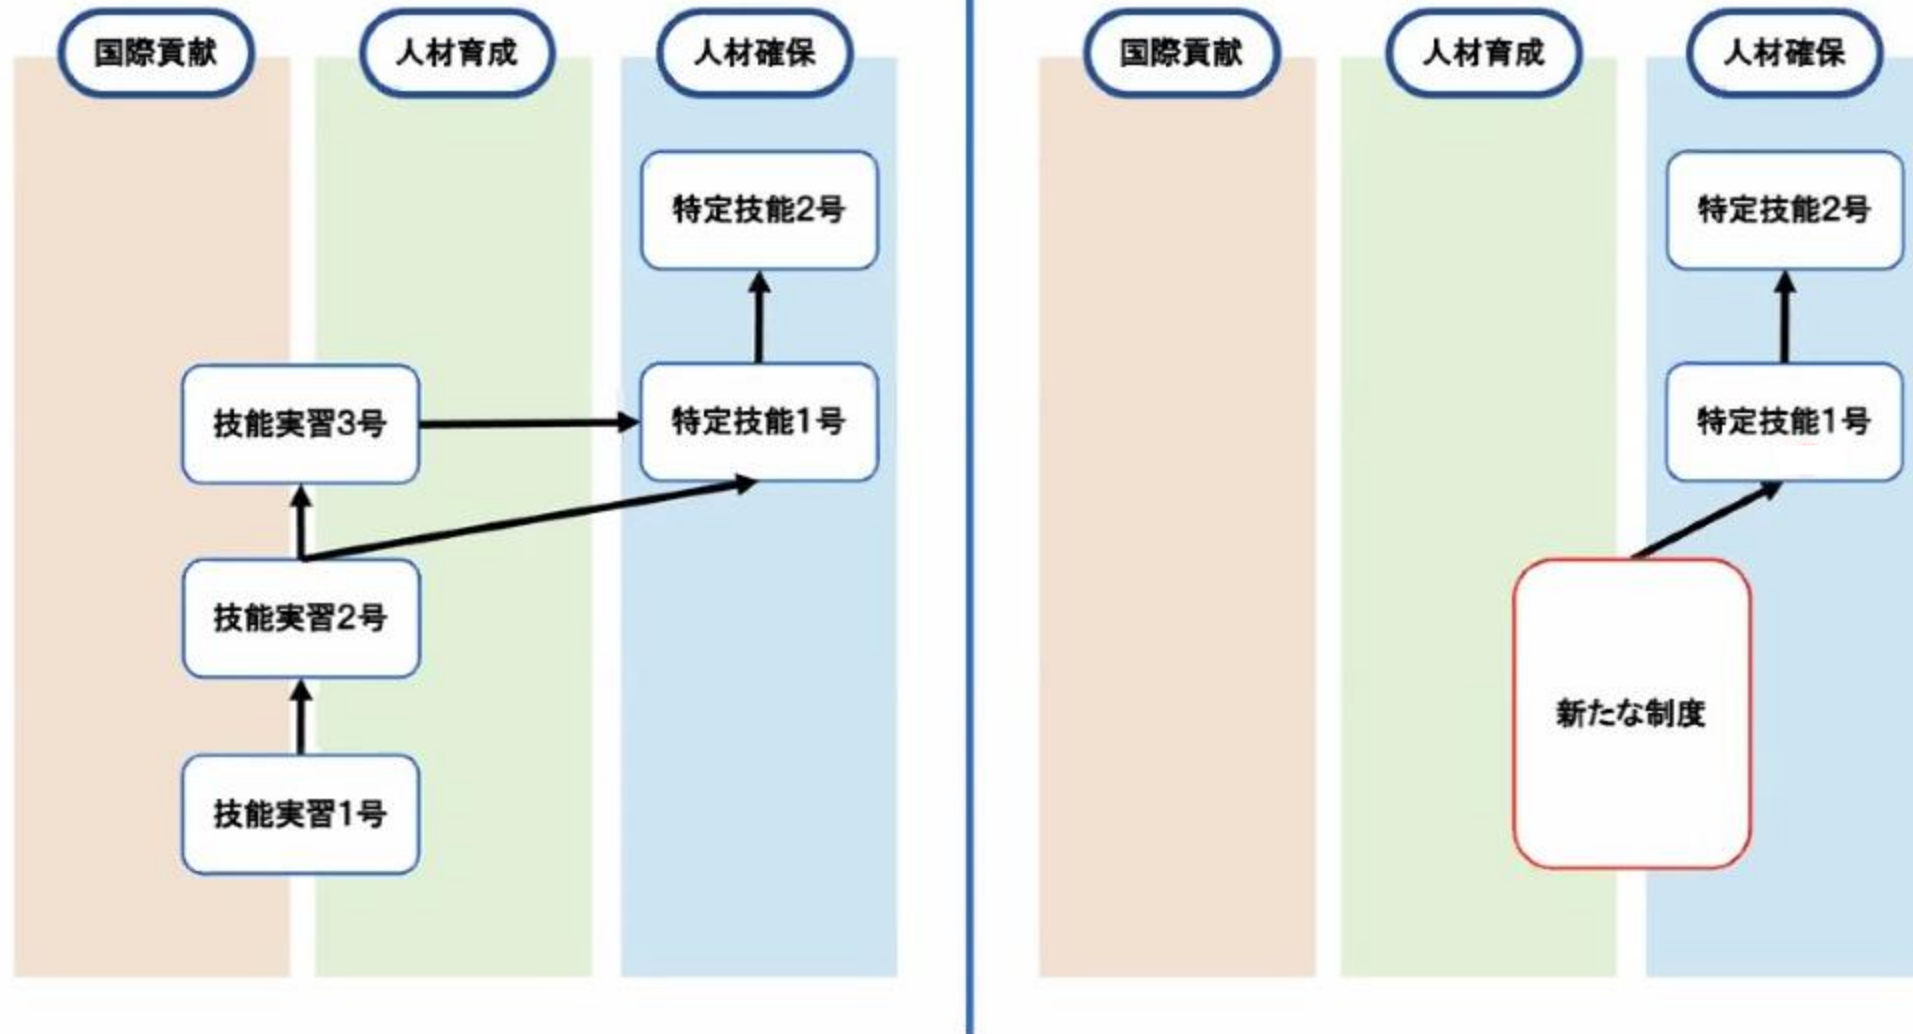 国際貢献
人材育成
人材確保
特定技能2号
技能実習3号
特定技能1号
技能実習2号
技能実習1号
国際貢献
人材育成
人材確保
特定技能2号
特定技能1号
新たな制度